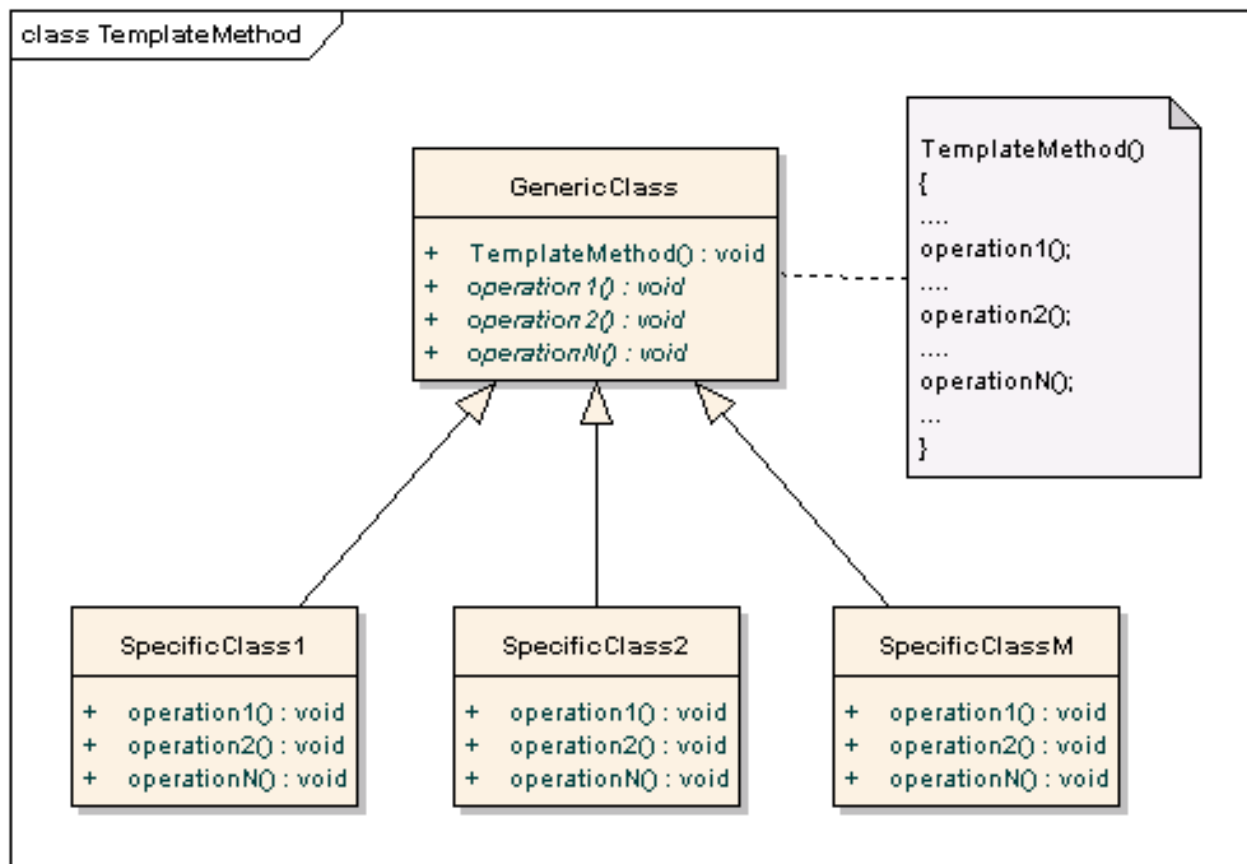 class TemplateMethod
GenericClass
+ TemplateMethod() : void
+ operation1() : void
+ operation2() : void
+ operationN() : void
TemplateMethod()
{
....
operation1();
....
operation2();
....
operationN();
...
}
SpecificClass1
+ operation1() : void
+ operation2() : void
+ operationN() : void
SpecificClass2
+ operation1() : void
+ operation2() : void
+ operationN() : void
SpecificClassM
+ operation1() : void
+ operation2() : void
+ operationN() : void